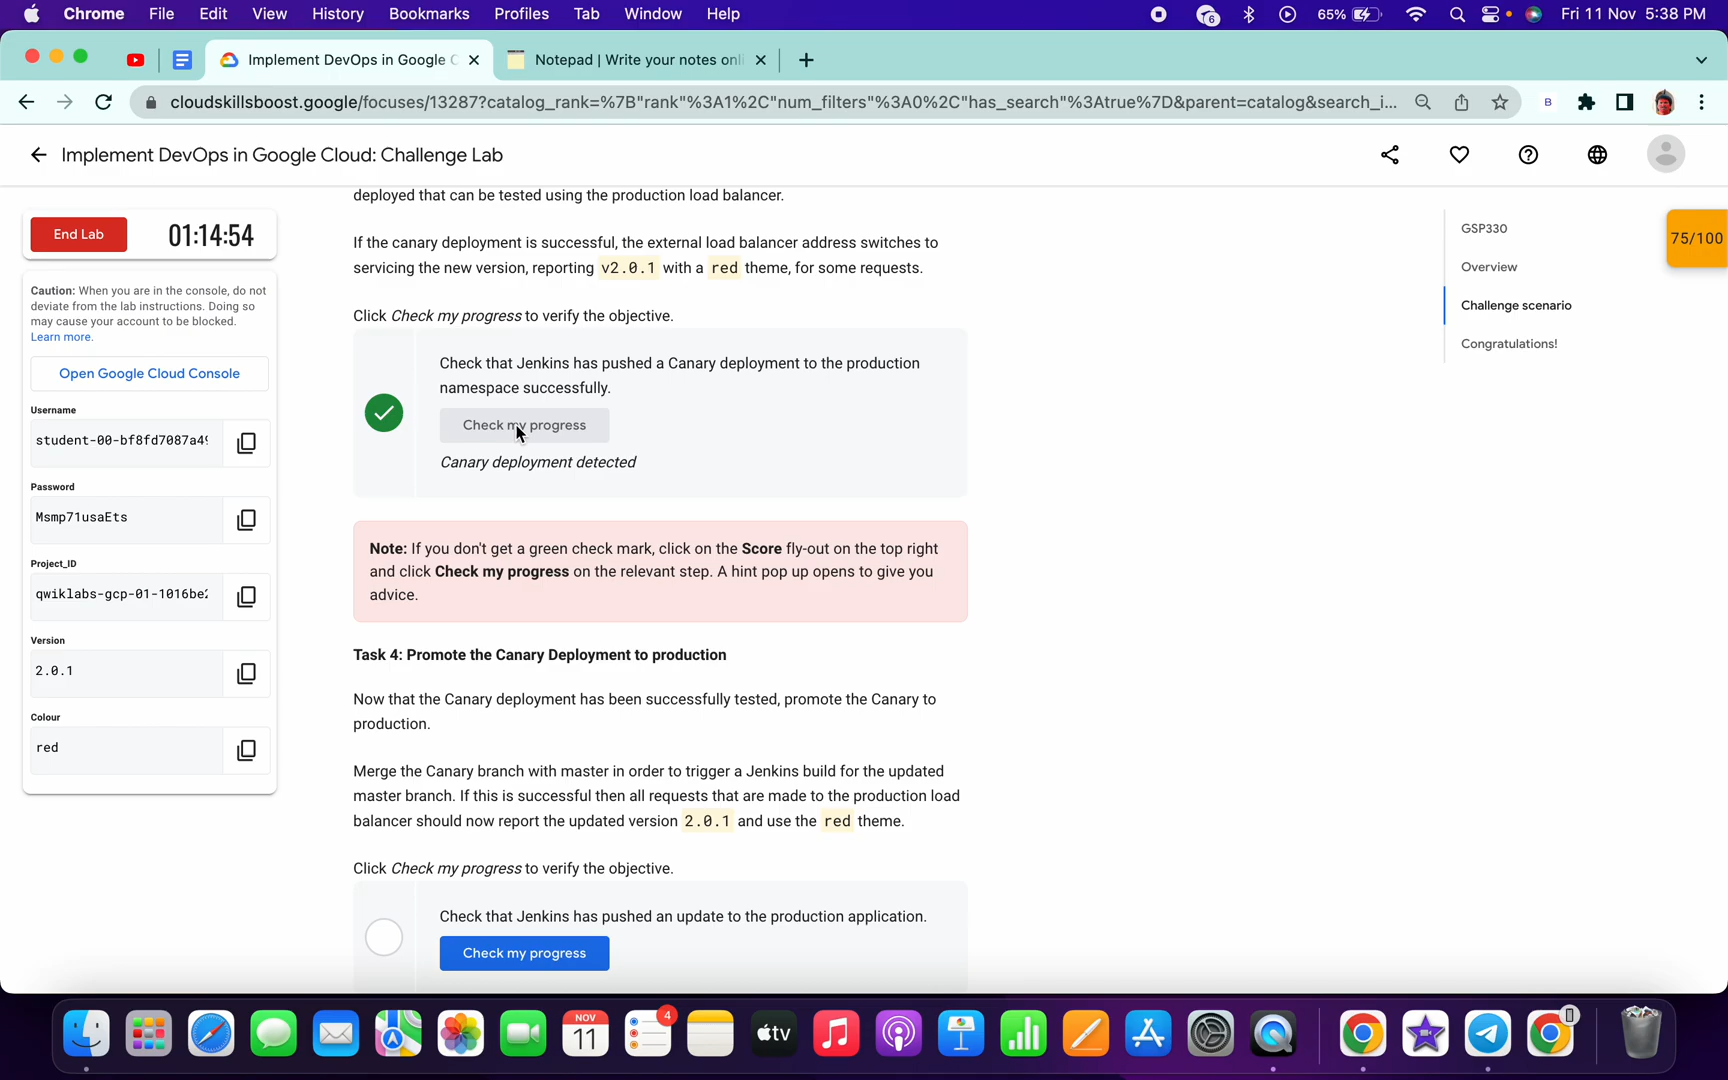 Chrome File Edit View History Bookmarks Profiles Tab Window Help 6 65% Fri 11 Nov 5:38 PM
Implement DevOps in Google C Notepad | Write your notes onli
cloudskillsboost.google/focuses/13287?catalog_rank=%7B"rank"%3A1%2C"num_filters"%3A0%2C"has_search"%3Atrue%7D&parent=catalog&search_i... B
Implement DevOps in Google Cloud: Challenge Lab
End Lab 01:14:54
Caution: When you are in the console, do not
deviate from the lab instructions. Doing so
may cause your account to be blocked.
Learn more.
Open Google Cloud Console
Username
student-00-bf8fd7087a49
Password
Msmp71usaEts
Project_ID
qwiklabs-gcp-01-1016be2
Version
2.0.1
Colour
red
deployed that can be tested using the production load balancer.
If the canary deployment is successful, the external load balancer address switches to
servicing the new version, reporting v2.0.1 with a red theme, for some requests.
Click Check my progress to verify the objective.
Check that Jenkins has pushed a Canary deployment to the production
namespace successfully.
Check my progress
Canary deployment detected
Note: If you don't get a green check mark, click on the Score fly-out on the top right
and click Check my progress on the relevant step. A hint pop up opens to give you
advice.
Task 4: Promote the Canary Deployment to production
Now that the Canary deployment has been successfully tested, promote the Canary to
production.
Merge the Canary branch with master in order to trigger a Jenkins build for the updated
master branch. If this is successful then all requests that are made to the production load
balancer should now report the updated version 2.0.1 and use the red theme.
Click Check my progress to verify the objective.
Check that Jenkins has pushed an update to the production application.
Check my progress
GSP330
Overview
Challenge scenario
Congratulations!
75/100
NOV
11
4
tv